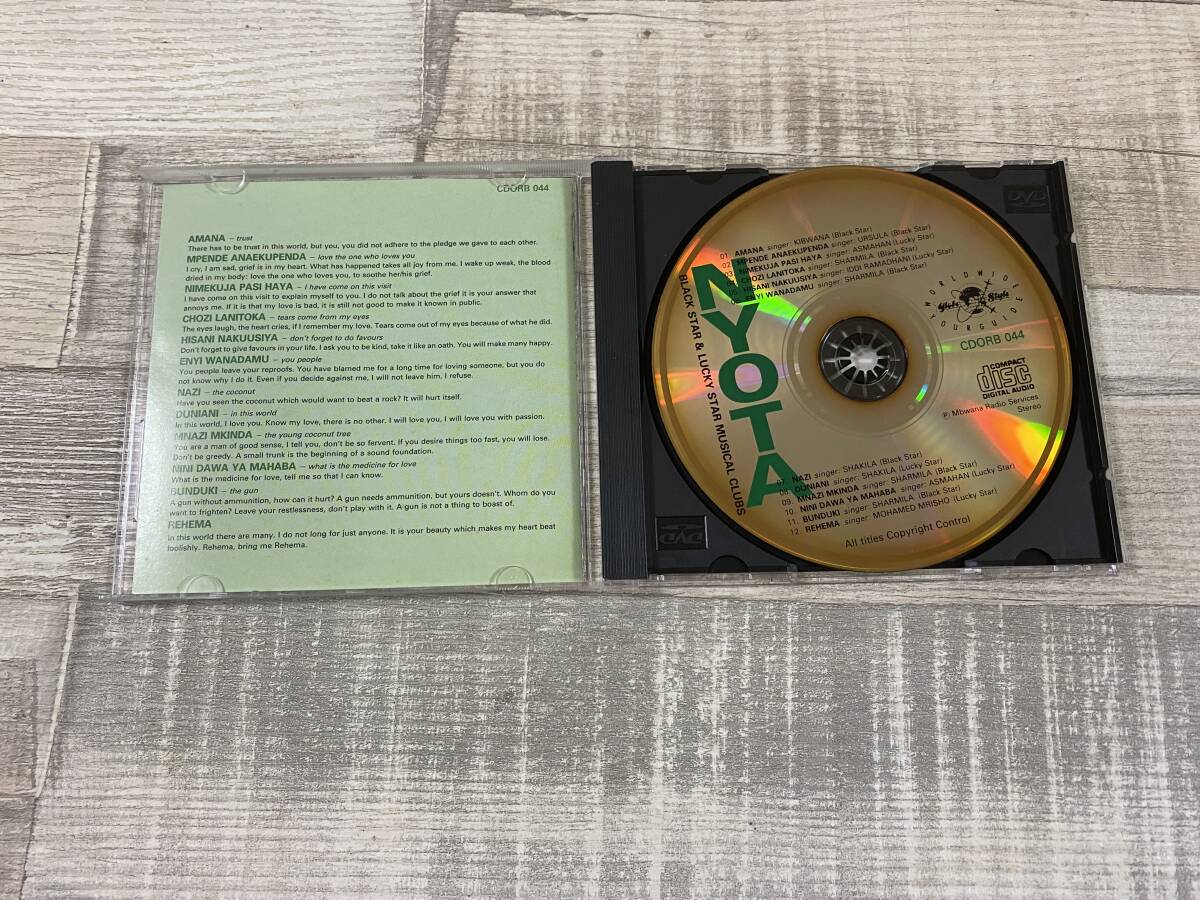 CDORB 044
AMANA – trust
There has to be trust in this world, but you, you did not adhere to the pledge we gave to each other.
MPENDE ANAEKUPENDA – love the one who loves you
I cry, I am sad, grief is in my heart. What has happened takes all joy from me. I wake up weak, the blood
dried in my body: love the one who loves you, to soothe her/his grief.
NIMEKUJA PASI HAYA – I have come on this visit
I have come on this visit to explain myself to you. I do not talk about the grief it is your answer that
annoys me. If it is that my love is bad, it is still not good to make it known in public.
CHOZI LANITOKA – tears come from my eyes
The eyes laugh, the heart cries, if I remember my love. Tears come out of my eyes because of what he did.
HISANI NAKUUSIYA – don't forget to do favours
Don't forget to give favours in your life. I ask you to be kind, take it like an oath. You will make many happy.
ENYI WANADAMU – you people
You people leave your reproofs. You have blamed me for a long time for loving someone, but you do
not know why I do it. Even if you decide against me, I will not leave him, I refuse.
NAZI – the coconut
Have you seen the coconut which would want to beat a rock? It will hurt itself.
DUNIANI – in this world
In this world, I love you. Know my love, there is no other. I will love you, I will love you with passion.
MNAZI MKINDA – the young coconut tree
You are a man of good sense, I tell you, don't be so fervent. If you desire things too fast, you will lose.
Don't be greedy. A small trunk is the beginning of a sound foundation.
NINI DAWA YA MAHABA – what is the medicine for love
What is the medicine for love, tell me so that I can know.
BUNDUKI – the gun
A gun without ammunition, how can it hurt? A gun needs ammunition, but yours doesn't. Whom do you
want to frighten? Leave your restlessness, don't play with it. A gun is not a thing to boast of.
REHEMA
In this world there are many. I do not long for just anyone. It is your beauty which makes my heart beat
foolishly. Rehema, bring me Rehema.
NYOTA
BLACK STAR & LUCKY STAR MUSICAL CLUBS
01. AMANA singer: KIBWANA (Black Star)
02. MPENDE ANAEKUPENDA singer: URSULA (Black Star)
03. NIMEKUJA PASI HAYA singer: ASMAHAN (Lucky Star)
04. CHOZI LANITOKA singer: SHARMILA (Black Star)
05. HISANI NAKUUSIYA singer: IDDI RAMADHANI (Lucky Star)
06. ENYI WANADAMU singer: SHARMILA (Black Star)
WORLDWIDE
Globe Style
YOUR GUIDE
CDORB 044
COMPACT
disc
DIGITAL AUDIO
℗ Mbwana Radio Services
Stereo
07. NAZI singer: SHAKILA (Black Star)
08. DUNIANI singer: SHAKILA (Lucky Star)
09. MNAZI MKINDA singer: SHARMILA (Black Star)
10. NINI DAWA YA MAHABA singer: ASMAHAN (Lucky Star)
11. BUNDUKI singer: SHARMILA (Black Star)
12. REHEMA singer: MOHAMED MRISHO (Lucky Star)
All titles Copyright Control
DVD
DVD